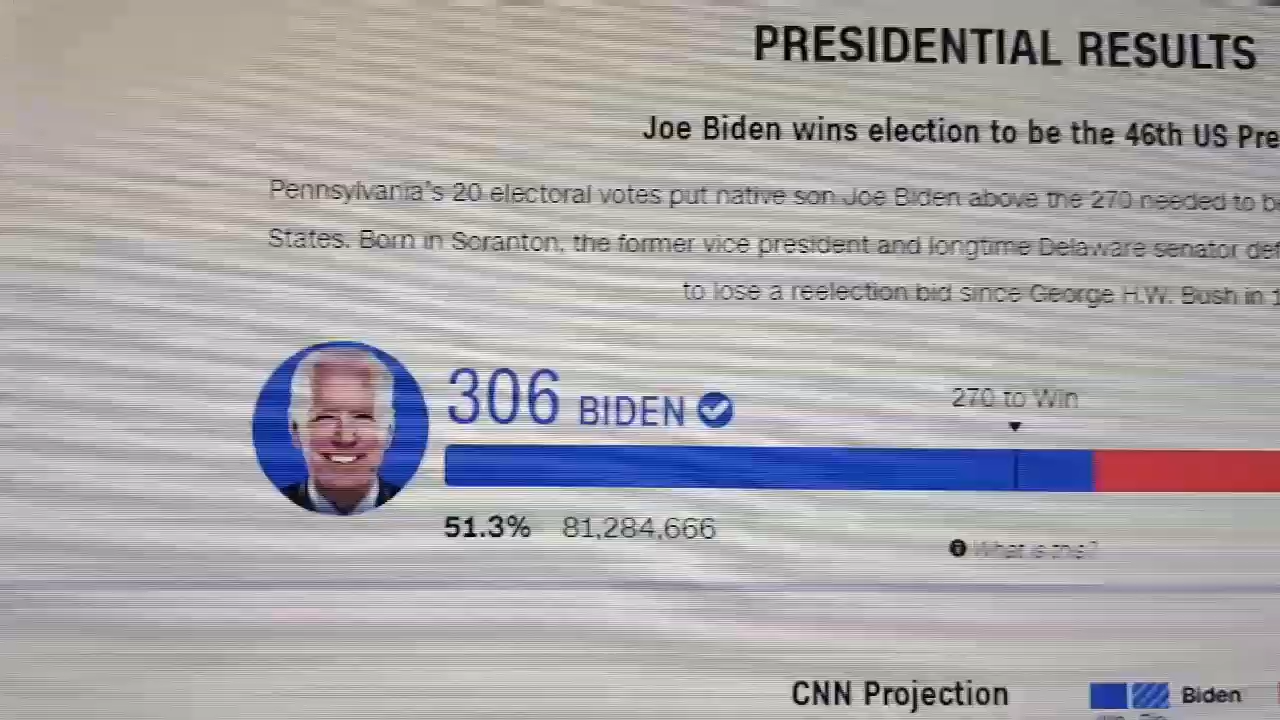 PRESIDENTIAL RESULTS
Joe Biden wins election to be the 46th US Pre
Pennsylvania's 20 electoral votes put native son Joe Biden above the 270 needed to b
States. Born in Scranton, the former vice president and longtime Delaware senator def
to lose a reelection bid since George H.W. Bush in
306 BIDEN
270 to Win
51.3% 81,284,666
What is this?
CNN Projection
Biden